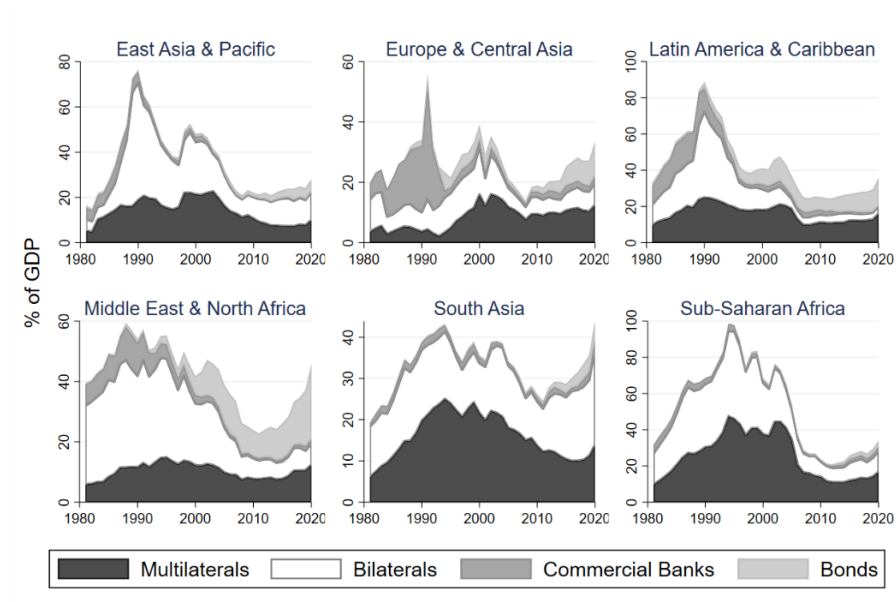 East Asia & Pacific
Europe & Central Asia
Latin America & Caribbean
80
60
40
20
0
1980 1990 2000 2010 2020
60
40
20
0
1980 1990 2000 2010 2020
100
80
60
40
20
0
1980 1990 2000 2010 2020
% of GDP
Middle East & North Africa
South Asia
Sub-Saharan Africa
60
40
20
0
1980 1990 2000 2010 2020
40
30
20
10
0
1980 1990 2000 2010 2020
100
80
60
40
20
0
1980 1990 2000 2010 2020
Multilaterals Bilaterals Commercial Banks Bonds